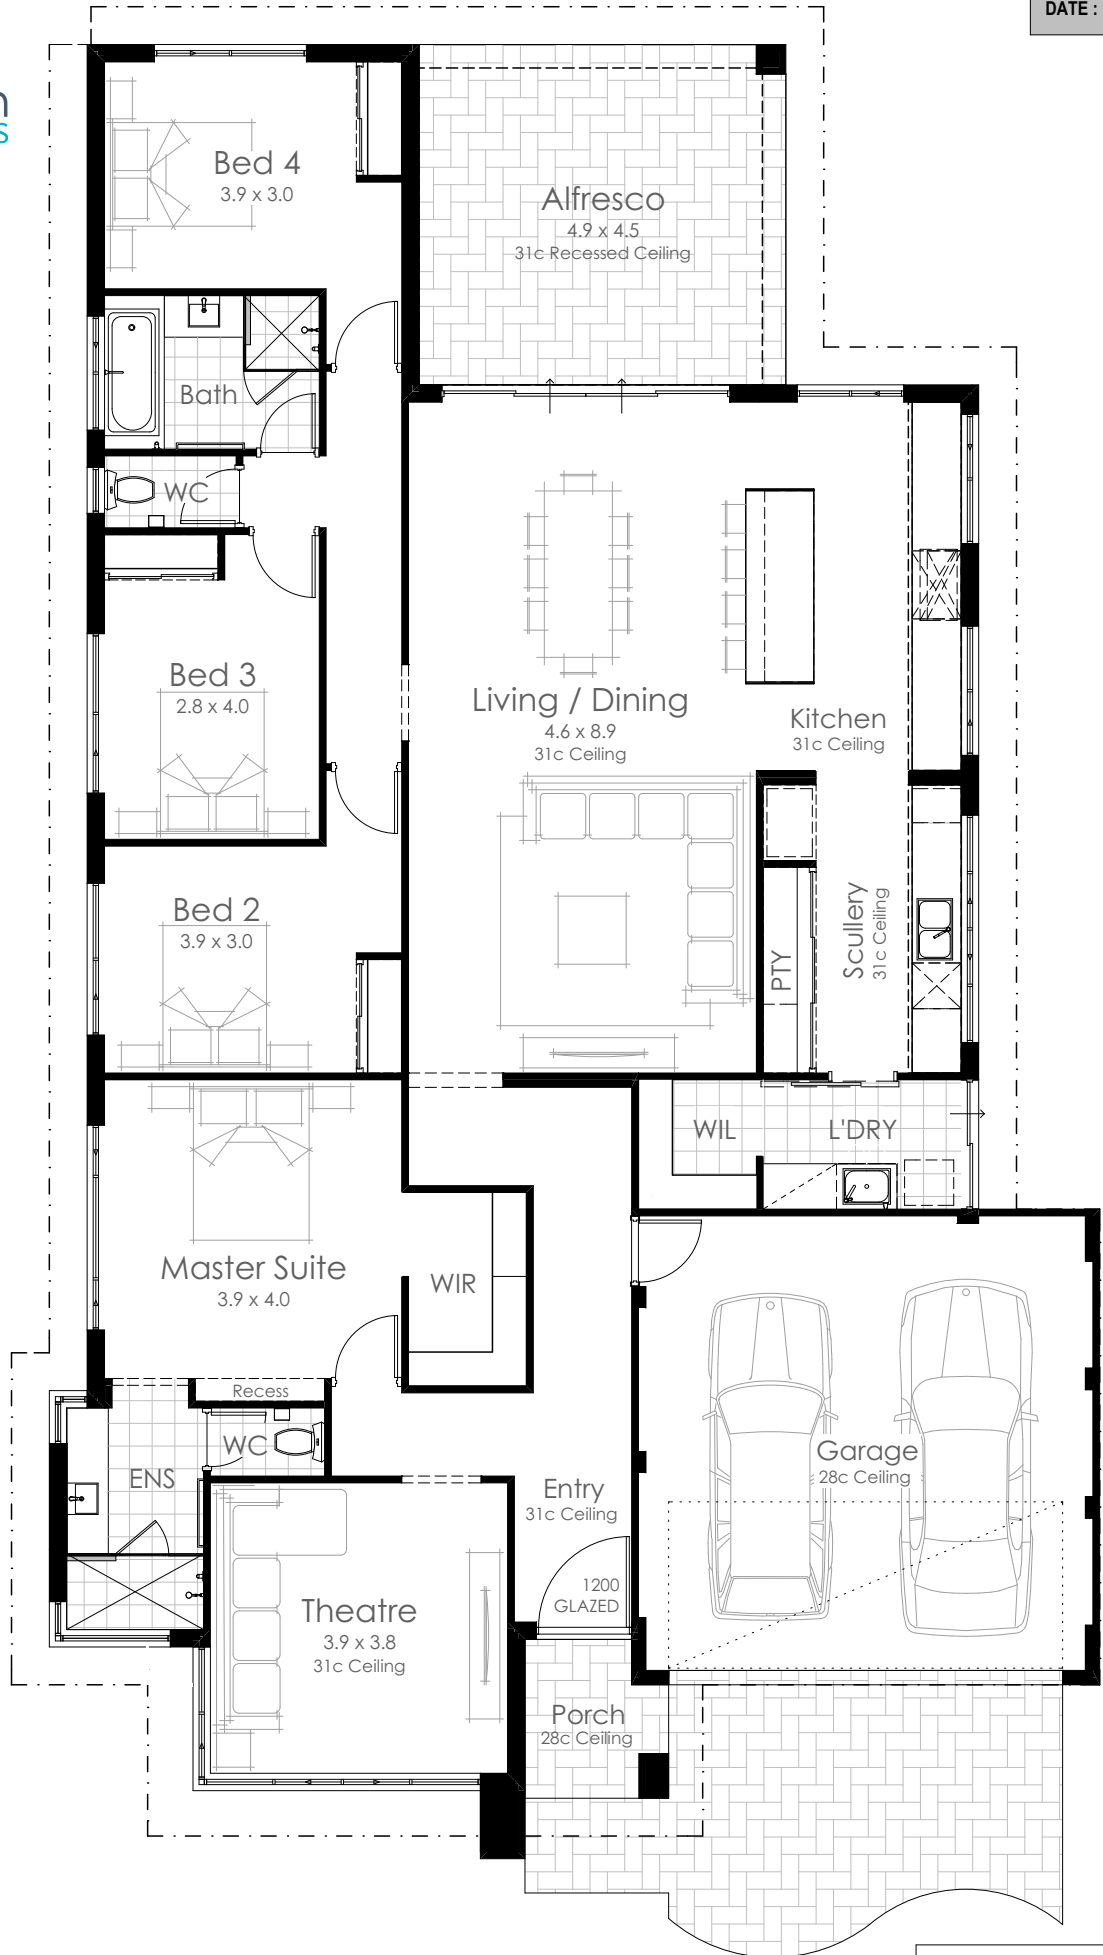 DATE :
Bed 4
3.9 x 3.0
Alfresco
4.9 x 4.5
31c Recessed Ceiling
Bath
WC
Bed 3
2.8 x 4.0
Living / Dining
4.6 x 8.9
31c Ceiling
Kitchen
31c Ceiling
Bed 2
3.9 x 3.0
PTY
Scullery
31c Ceiling
WIL
L'DRY
Master Suite
3.9 x 4.0
WIR
Recess
WC
ENS
Entry
31c Ceiling
Garage
28c Ceiling
1200
GLAZED
Theatre
3.9 x 3.8
31c Ceiling
Porch
28c Ceiling